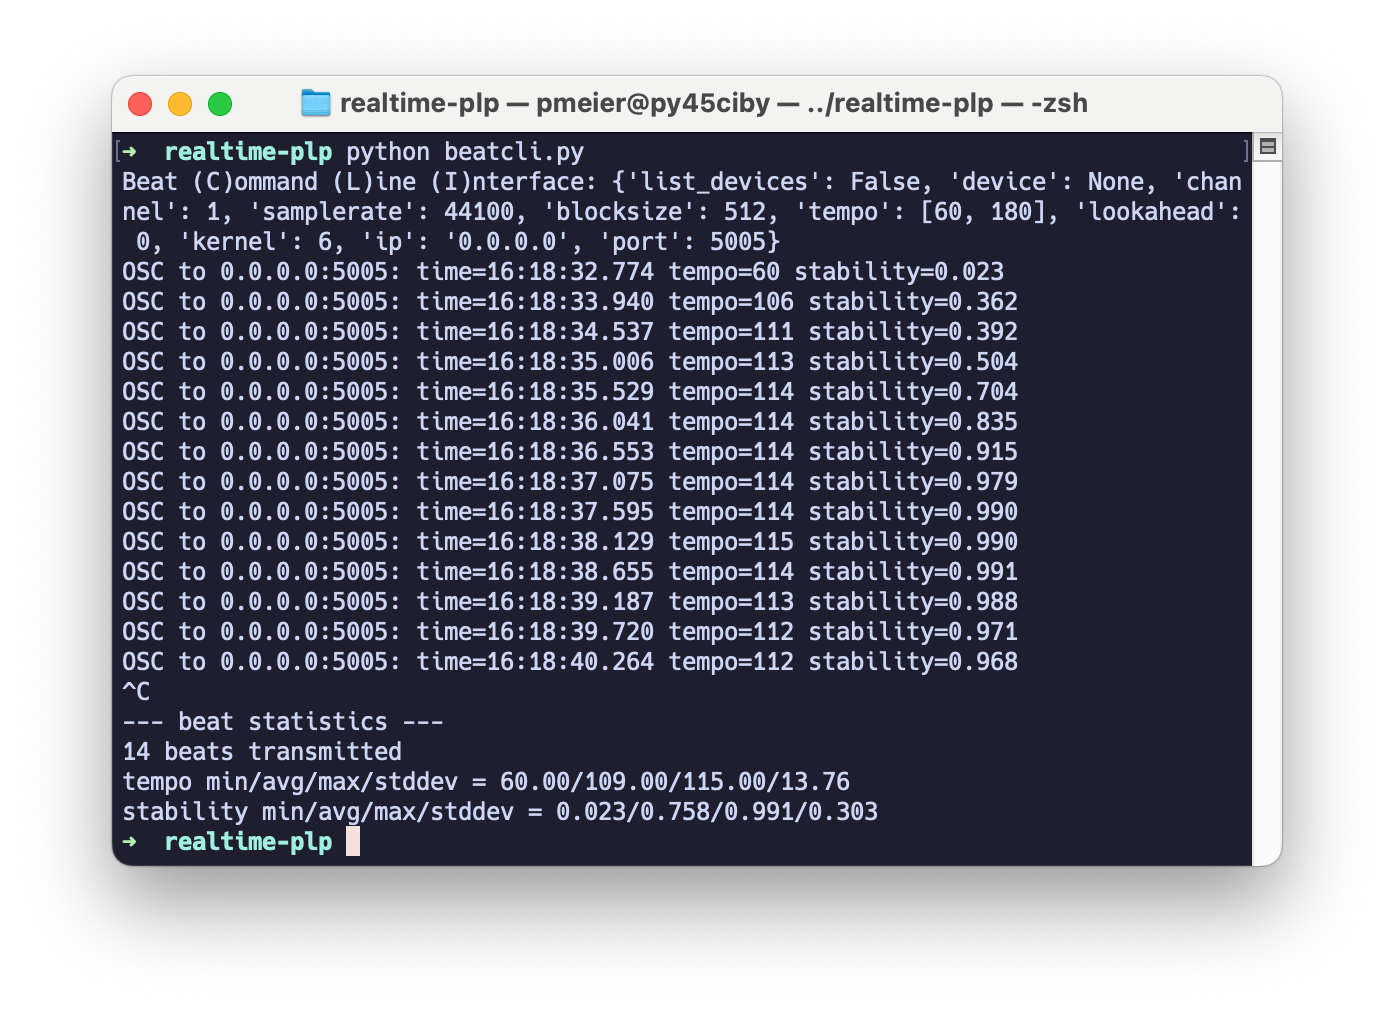 realtime-plp — pmeier@py45ciby — ../realtime-plp — -zsh
[➜  realtime-plp python beatcli.py ]
Beat (C)ommand (L)ine (I)nterface: {'list_devices': False, 'device': None, 'chan
nel': 1, 'samplerate': 44100, 'blocksize': 512, 'tempo': [60, 180], 'lookahead':
 0, 'kernel': 6, 'ip': '0.0.0.0', 'port': 5005}
OSC to 0.0.0.0:5005: time=16:18:32.774 tempo=60 stability=0.023
OSC to 0.0.0.0:5005: time=16:18:33.940 tempo=106 stability=0.362
OSC to 0.0.0.0:5005: time=16:18:34.537 tempo=111 stability=0.392
OSC to 0.0.0.0:5005: time=16:18:35.006 tempo=113 stability=0.504
OSC to 0.0.0.0:5005: time=16:18:35.529 tempo=114 stability=0.704
OSC to 0.0.0.0:5005: time=16:18:36.041 tempo=114 stability=0.835
OSC to 0.0.0.0:5005: time=16:18:36.553 tempo=114 stability=0.915
OSC to 0.0.0.0:5005: time=16:18:37.075 tempo=114 stability=0.979
OSC to 0.0.0.0:5005: time=16:18:37.595 tempo=114 stability=0.990
OSC to 0.0.0.0:5005: time=16:18:38.129 tempo=115 stability=0.990
OSC to 0.0.0.0:5005: time=16:18:38.655 tempo=114 stability=0.991
OSC to 0.0.0.0:5005: time=16:18:39.187 tempo=113 stability=0.988
OSC to 0.0.0.0:5005: time=16:18:39.720 tempo=112 stability=0.971
OSC to 0.0.0.0:5005: time=16:18:40.264 tempo=112 stability=0.968
^C
--- beat statistics ---
14 beats transmitted
tempo min/avg/max/stddev = 60.00/109.00/115.00/13.76
stability min/avg/max/stddev = 0.023/0.758/0.991/0.303
➜  realtime-plp